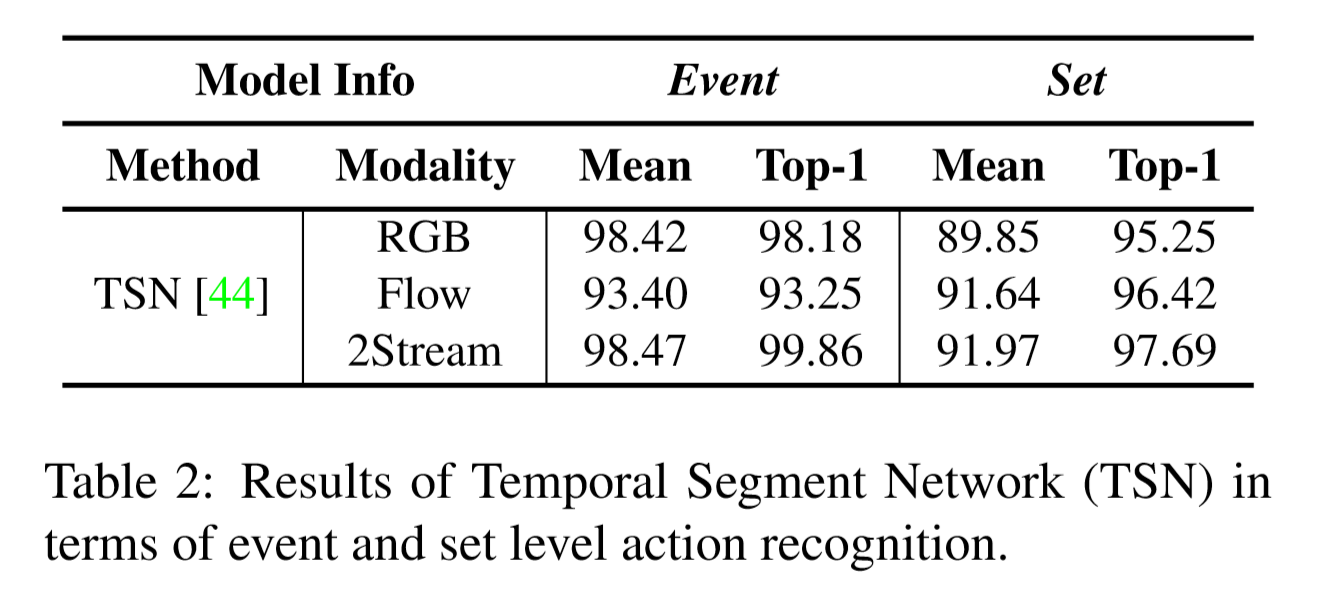 Model Info Event Set
Method Modality Mean Top-1 Mean Top-1
RGB 98.42 98.18 89.85 95.25
TSN [44] Flow 93.40 93.25 91.64 96.42
2Stream 98.47 99.86 91.97 97.69
Table 2: Results of Temporal Segment Network (TSN) in
terms of event and set level action recognition.